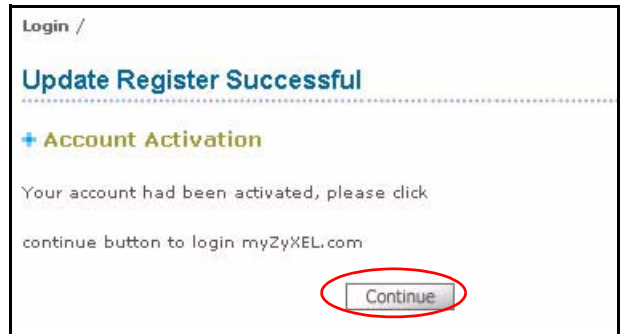 Login /
Update Register Successful
+ Account Activation
Your account had been activated, please click
continue button to login myZyXEL.com
Continue